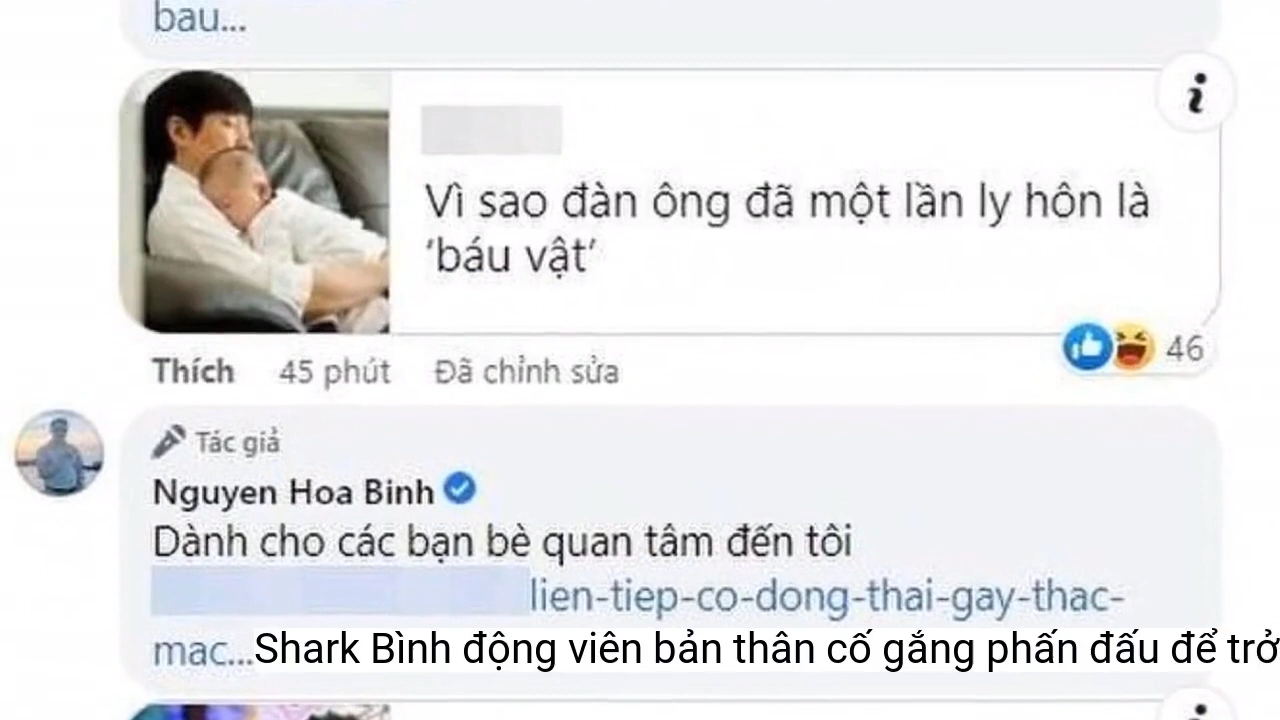 bau...
Vì sao đàn ông đã một lần ly hôn là
‘báu vật’
46
Thích 45 phút Đã chỉnh sửa
Tác giả
Nguyen Hoa Binh
Dành cho các bạn bè quan tâm đến tôi
lien-tiep-co-dong-thai-gay-thac-
mac...Shark Bình động viên bản thân cố gắng phấn đấu để trở